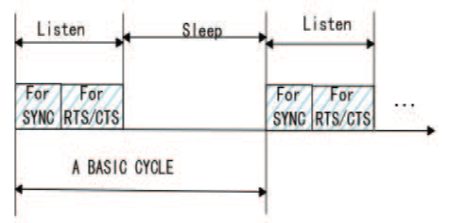 Listen Sleep Listen
For For For For
SYNC RTS/CTS SYNC RTS/CTS ...
A BASIC CYCLE